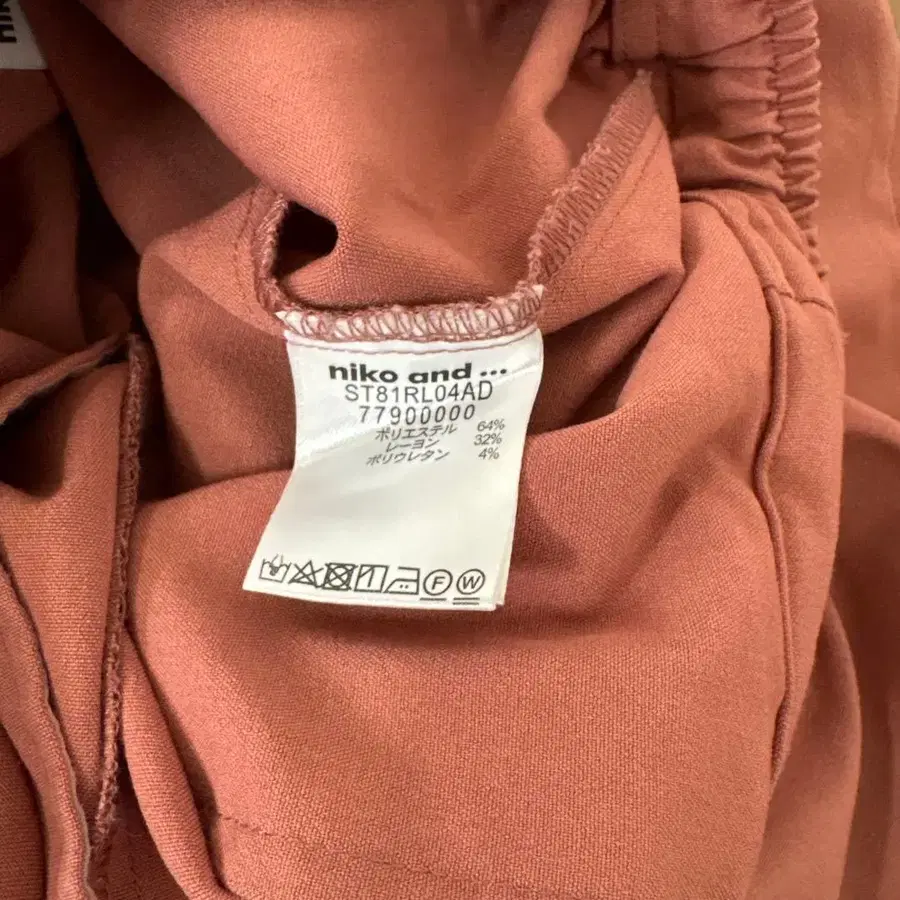 niko and ...
ST81RL04AD
77900000
ポリエステル 64%
レーヨン 32%
ポリウレタン 4%
F W